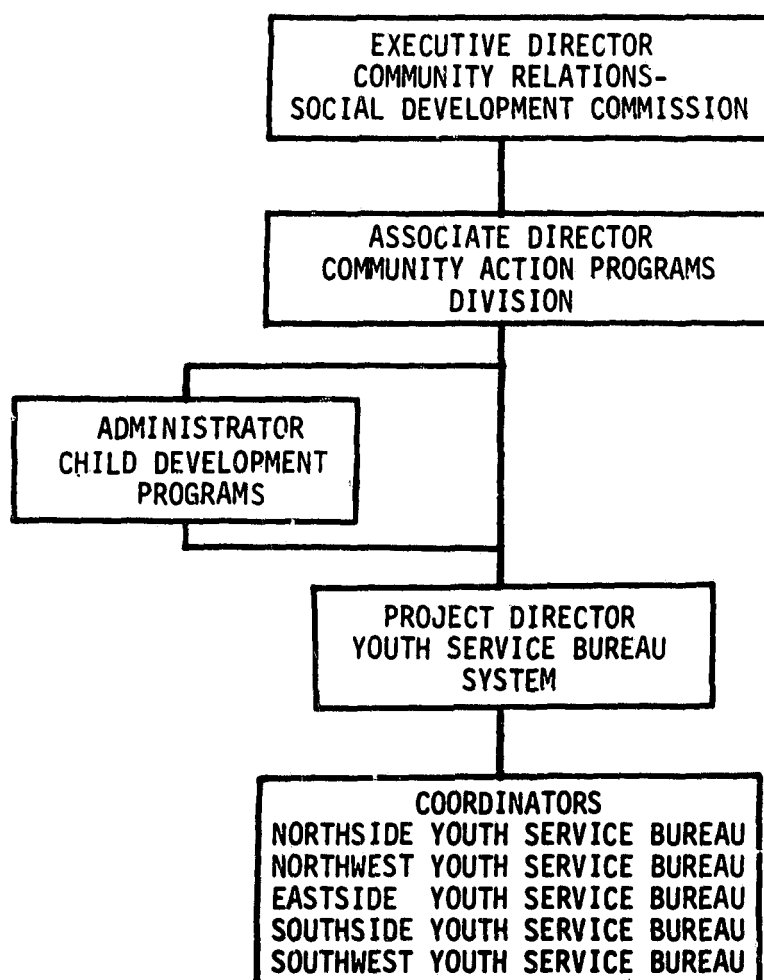 EXECUTIVE DIRECTOR
COMMUNITY RELATIONS-
SOCIAL DEVELOPMENT COMMISSION
ASSOCIATE DIRECTOR
COMMUNITY ACTION PROGRAMS
DIVISION
ADMINISTRATOR
CHILD DEVELOPMENT
PROGRAMS
PROJECT DIRECTOR
YOUTH SERVICE BUREAU
SYSTEM
COORDINATORS
NORTHSIDE YOUTH SERVICE BUREAU
NORTHWEST YOUTH SERVICE BUREAU
EASTSIDE YOUTH SERVICE BUREAU
SOUTHSIDE YOUTH SERVICE BUREAU
SOUTHWEST YOUTH SERVICE BUREAU